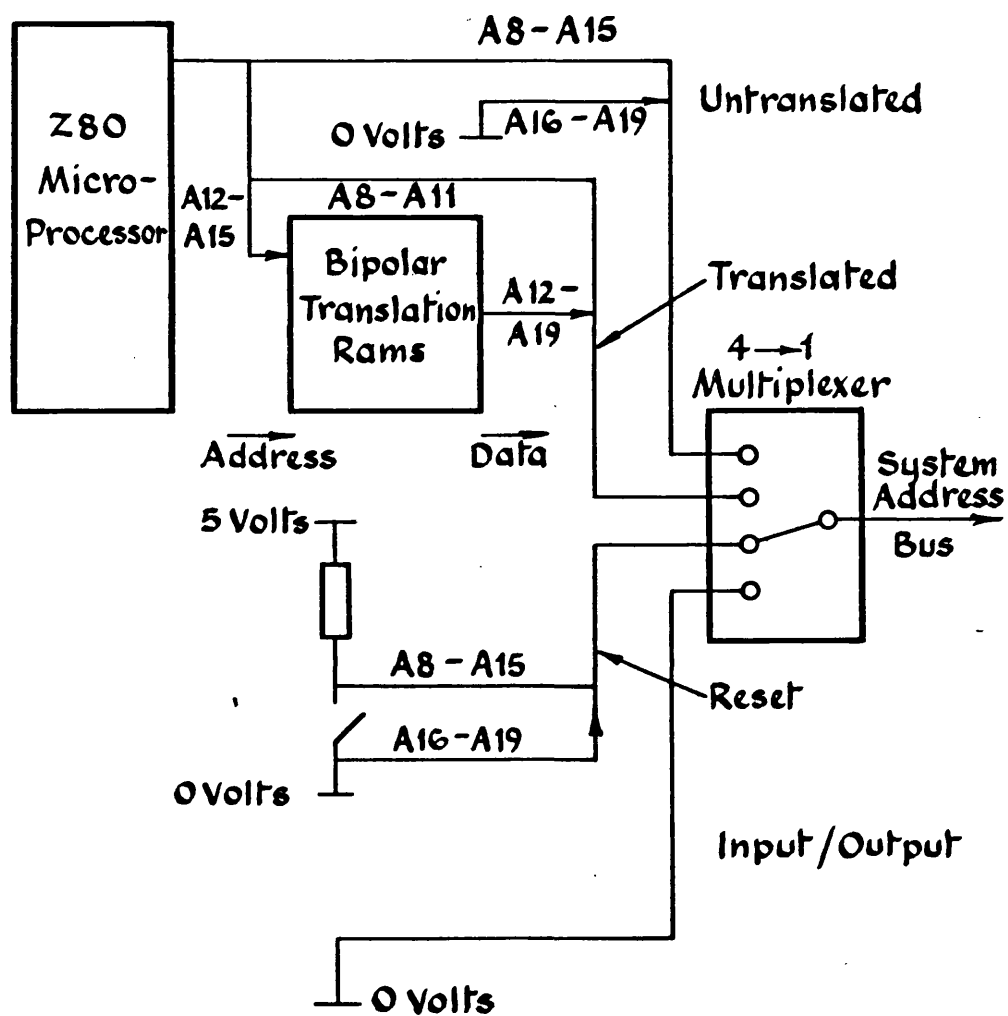 A8-A15
Z80
Micro-
Processor
Untranslated
0 Volts
A16-A19
A12-
A15
A8-A11
Bipolar
Translation
Rams
A12-
A19
Translated
4→1
Multiplexer
Address
Data
System
Address
Bus
5 Volts
A8-A15
Reset
A16-A19
0 Volts
Input/Output
0 Volts